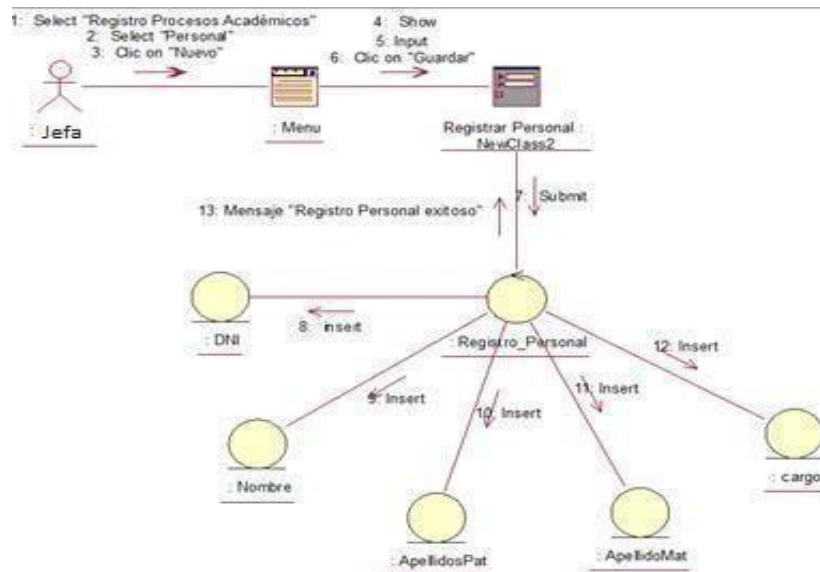 1: Select "Registro Procesos Académicos"
2: Select "Personal"
3: Clic on "Nuevo"
4: Show
5: Input
6: Clic on "Guardar"
: Jefa
: Menu
Registrar Personal :
NewClass2
7: Submit
13: Mensaje "Registro Personal exitoso"
8: insert
: DNI
: Registro_Personal
12: Insert
9: Insert
10: Insert
11: Insert
: Nombre
: cargo
: ApellidosPat
: ApellidoMat